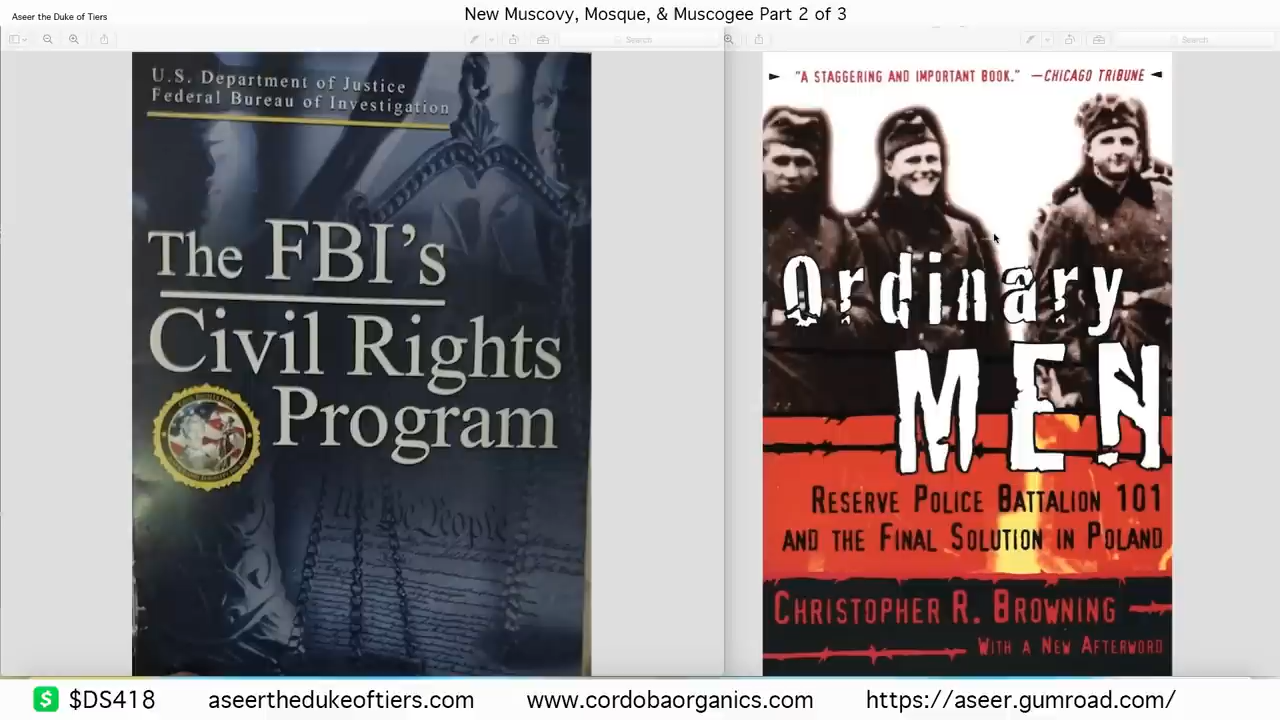 Aseer the Duke of Tiers
New Muscovy, Mosque, & Muscogee Part 2 of 3
Search
Search
U.S. Department of Justice
Federal Bureau of Investigation
The FBI's
Civil Rights
Program
We the People
"A STAGGERING AND IMPORTANT BOOK." —CHICAGO TRIBUNE
Ordinary
MEN
RESERVE POLICE BATTALION 101
AND THE FINAL SOLUTION IN POLAND
CHRISTOPHER R. BROWNING
WITH A NEW AFTERWORD
$DS418
aseerthedukeoftiers.com
www.cordobaorganics.com
https://aseer.gumroad.com/